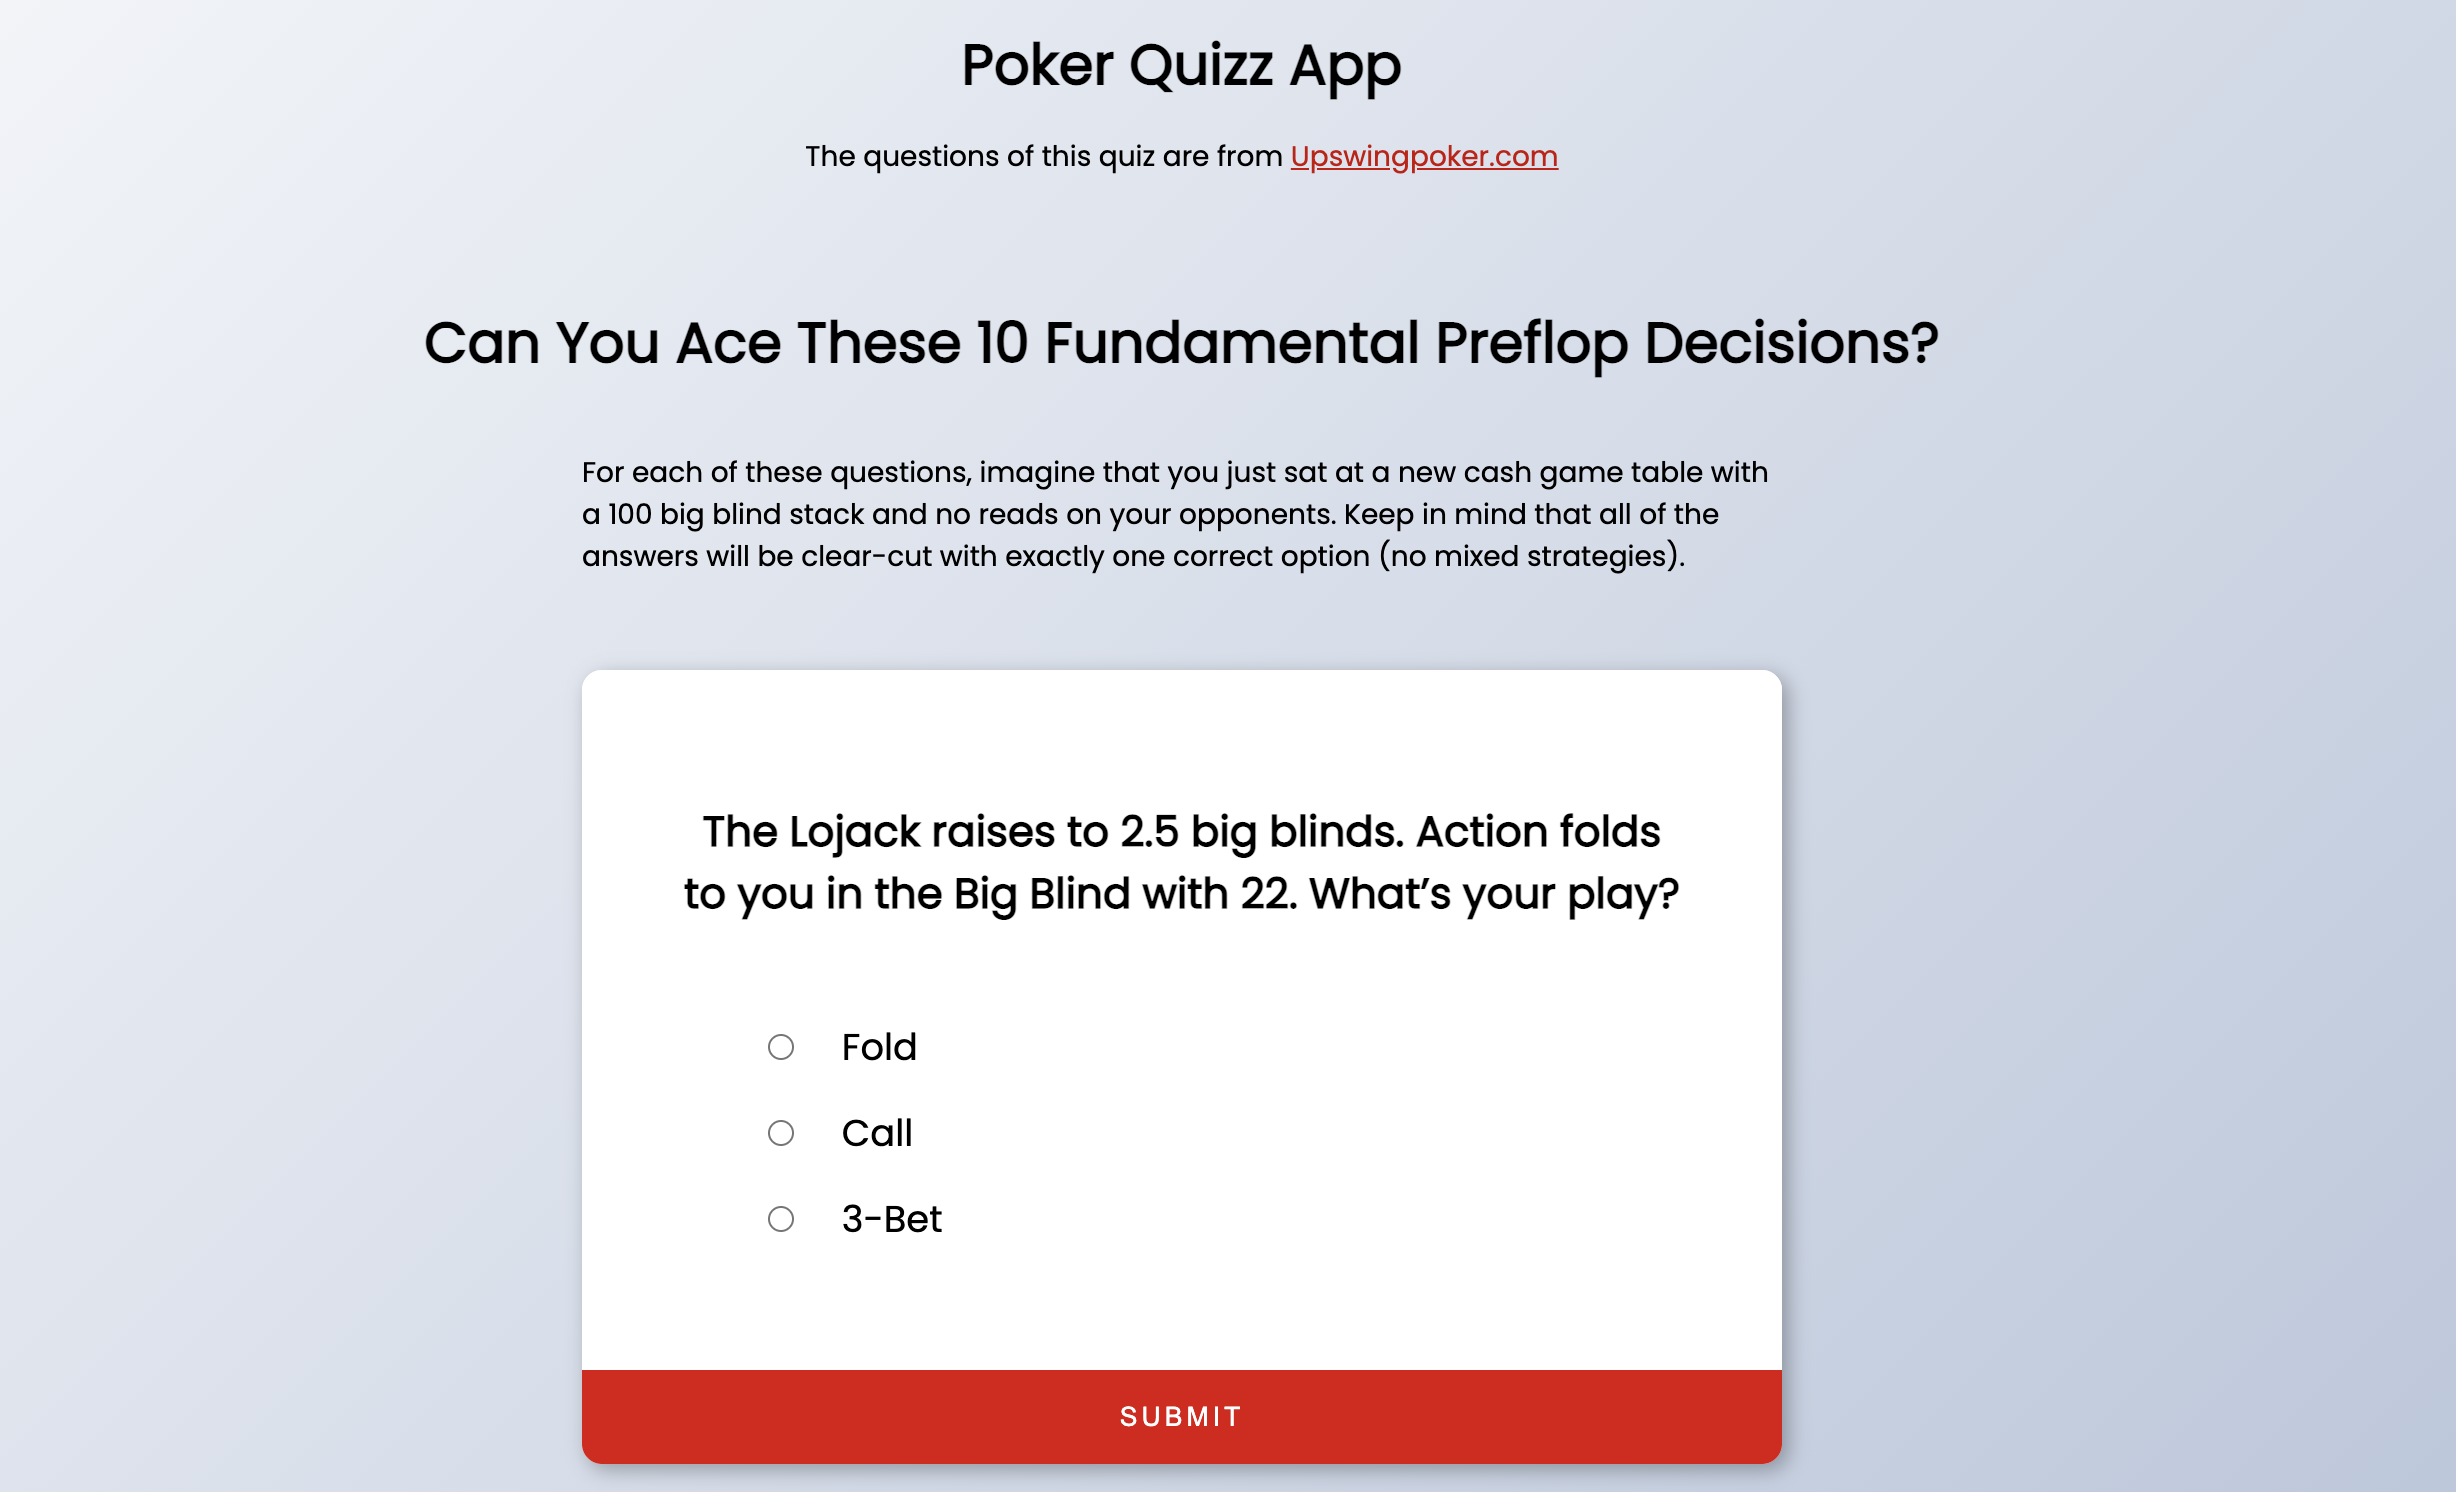 Poker Quizz App
The questions of this quiz are from Upswingpoker.com
Can You Ace These 10 Fundamental Preflop Decisions?
For each of these questions, imagine that you just sat at a new cash game table with
a 100 big blind stack and no reads on your opponents. Keep in mind that all of the
answers will be clear-cut with exactly one correct option (no mixed strategies).
The Lojack raises to 2.5 big blinds. Action folds
to you in the Big Blind with 22. What’s your play?
Fold
Call
3-Bet
SUBMIT